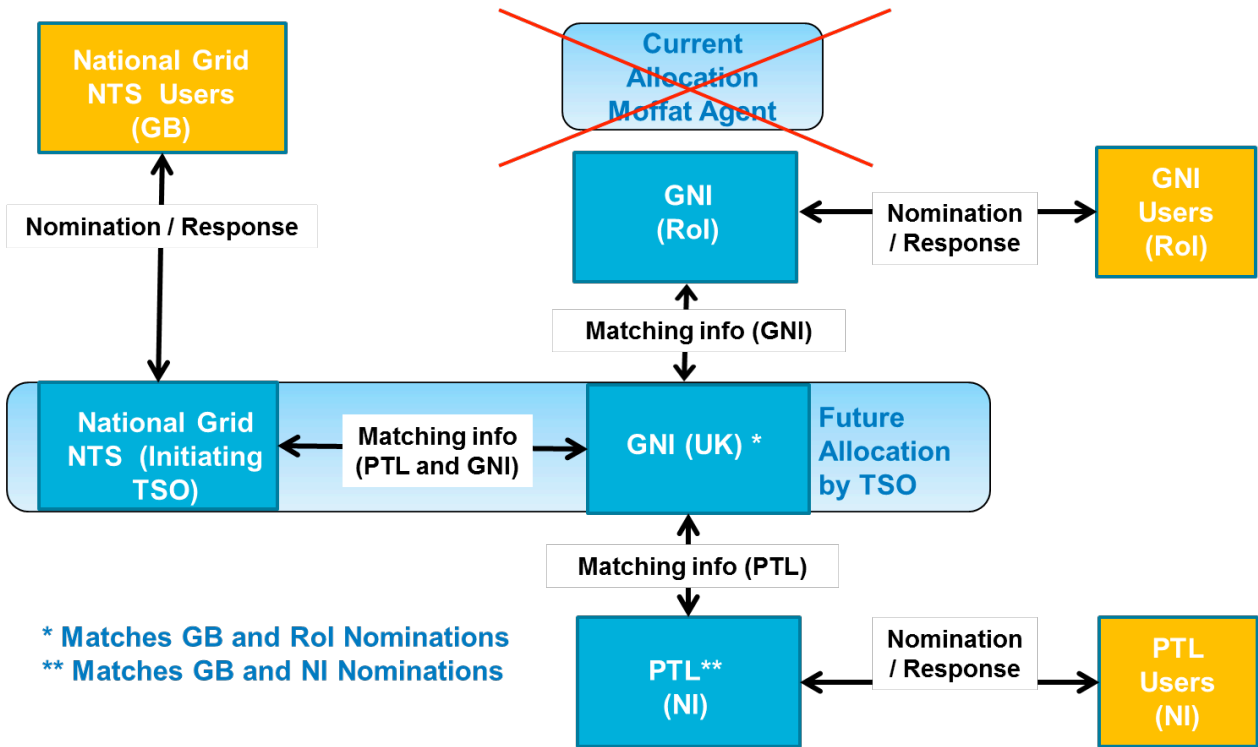 National Grid
NTS Users
(GB)
Current
Allocation
Moffat Agent
Nomination / Response
GNI
(RoI)
Nomination
/ Response
GNI
Users
(RoI)
Matching info (GNI)
National Grid
NTS (Initiating
TSO)
Matching info
(PTL and GNI)
GNI (UK) *
Future
Allocation
by TSO
Matching info (PTL)
* Matches GB and RoI Nominations
** Matches GB and NI Nominations
PTL**
(NI)
Nomination
/ Response
PTL
Users
(NI)